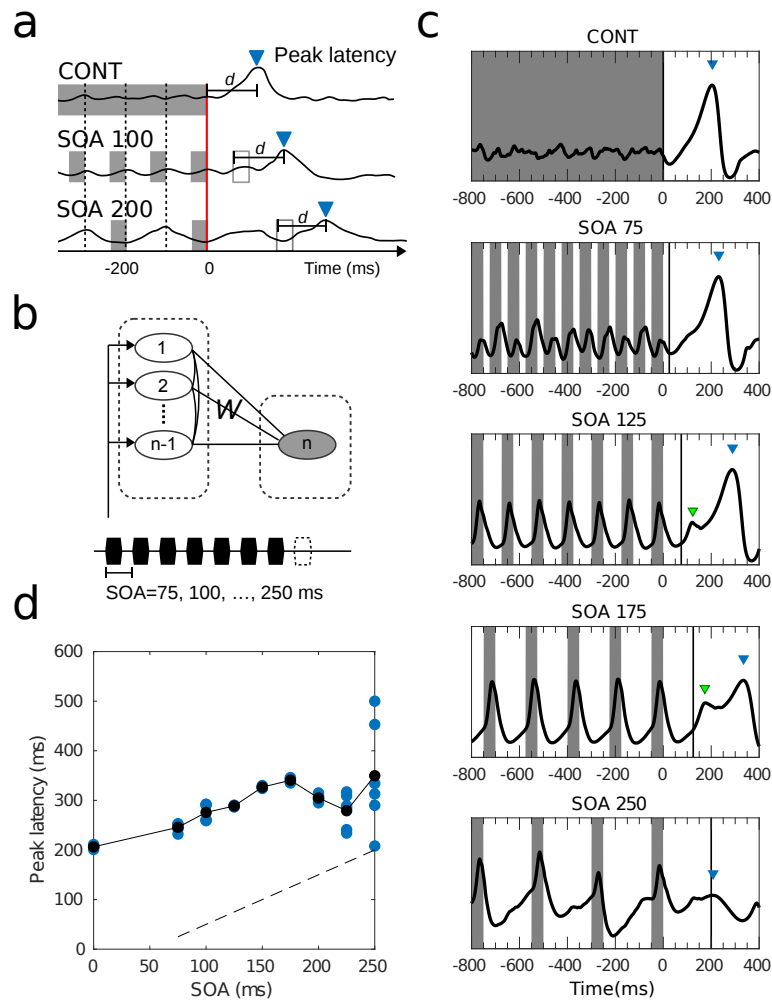 a
CONT
Peak latency
d
SOA 100
d
SOA 200
d
-200
0
Time (ms)
b
1
2
n-1
W
n
SOA=75, 100, ..., 250 ms
c
CONT
-800 -600 -400 -200 0 200 400
SOA 75
-800 -600 -400 -200 0 200 400
SOA 125
-800 -600 -400 -200 0 200 400
SOA 175
-800 -600 -400 -200 0 200 400
SOA 250
-800 -600 -400 -200 0 200 400
Time(ms)
d
Peak latency (ms)
600
500
400
300
200
100
0
0 50 100 150 200 250
SOA (ms)